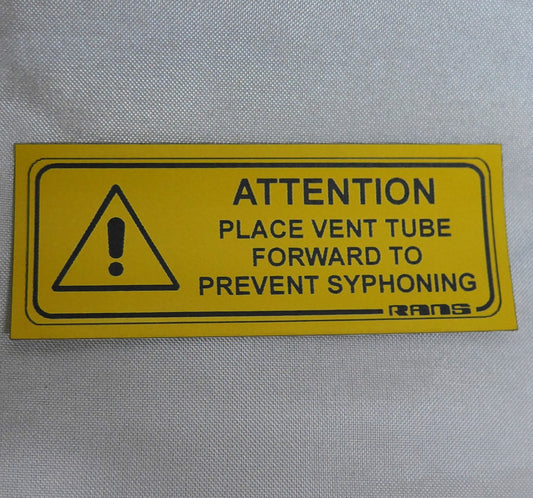 ATTENTION
PLACE VENT TUBE
FORWARD TO
PREVENT SYPHONING
RANS